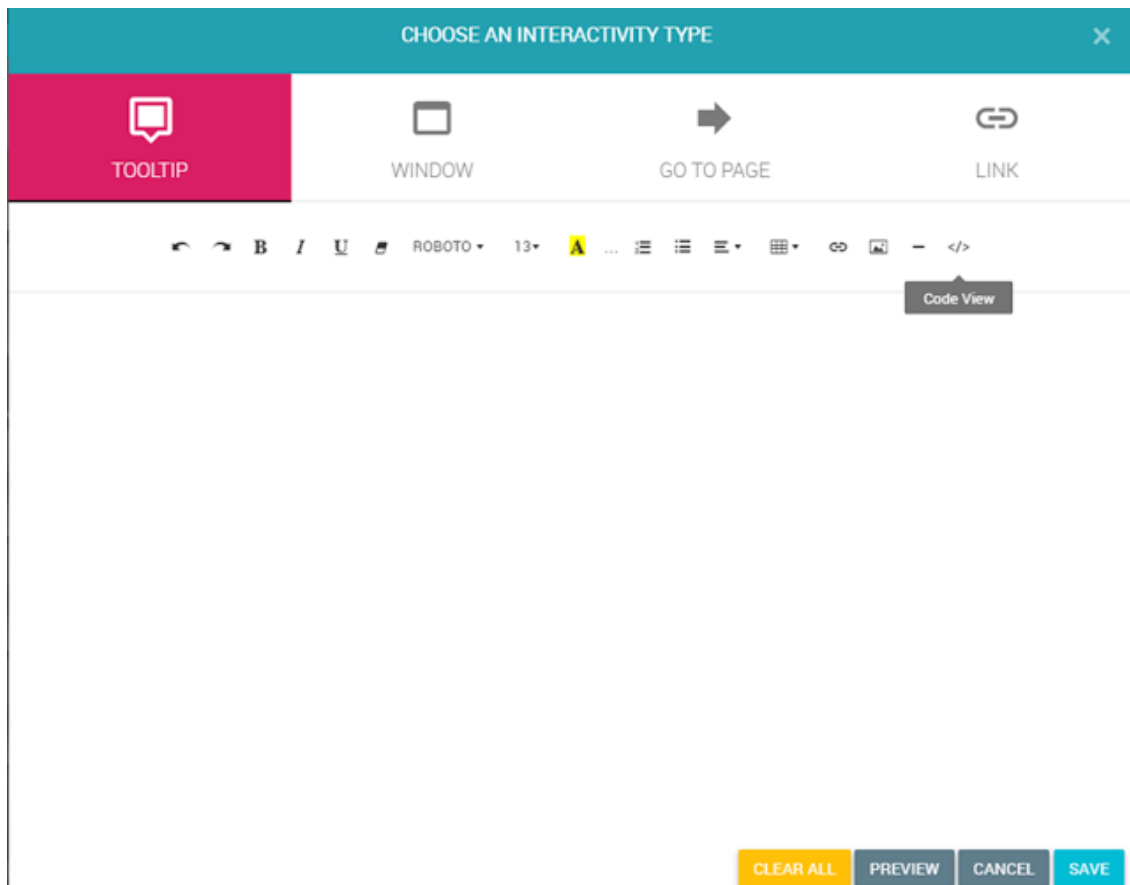 CHOOSE AN INTERACTIVITY TYPE
TOOLTIP WINDOW GO TO PAGE LINK
B I U ROBOTO 13 A ... </>
Code View
CLEAR ALL PREVIEW CANCEL SAVE